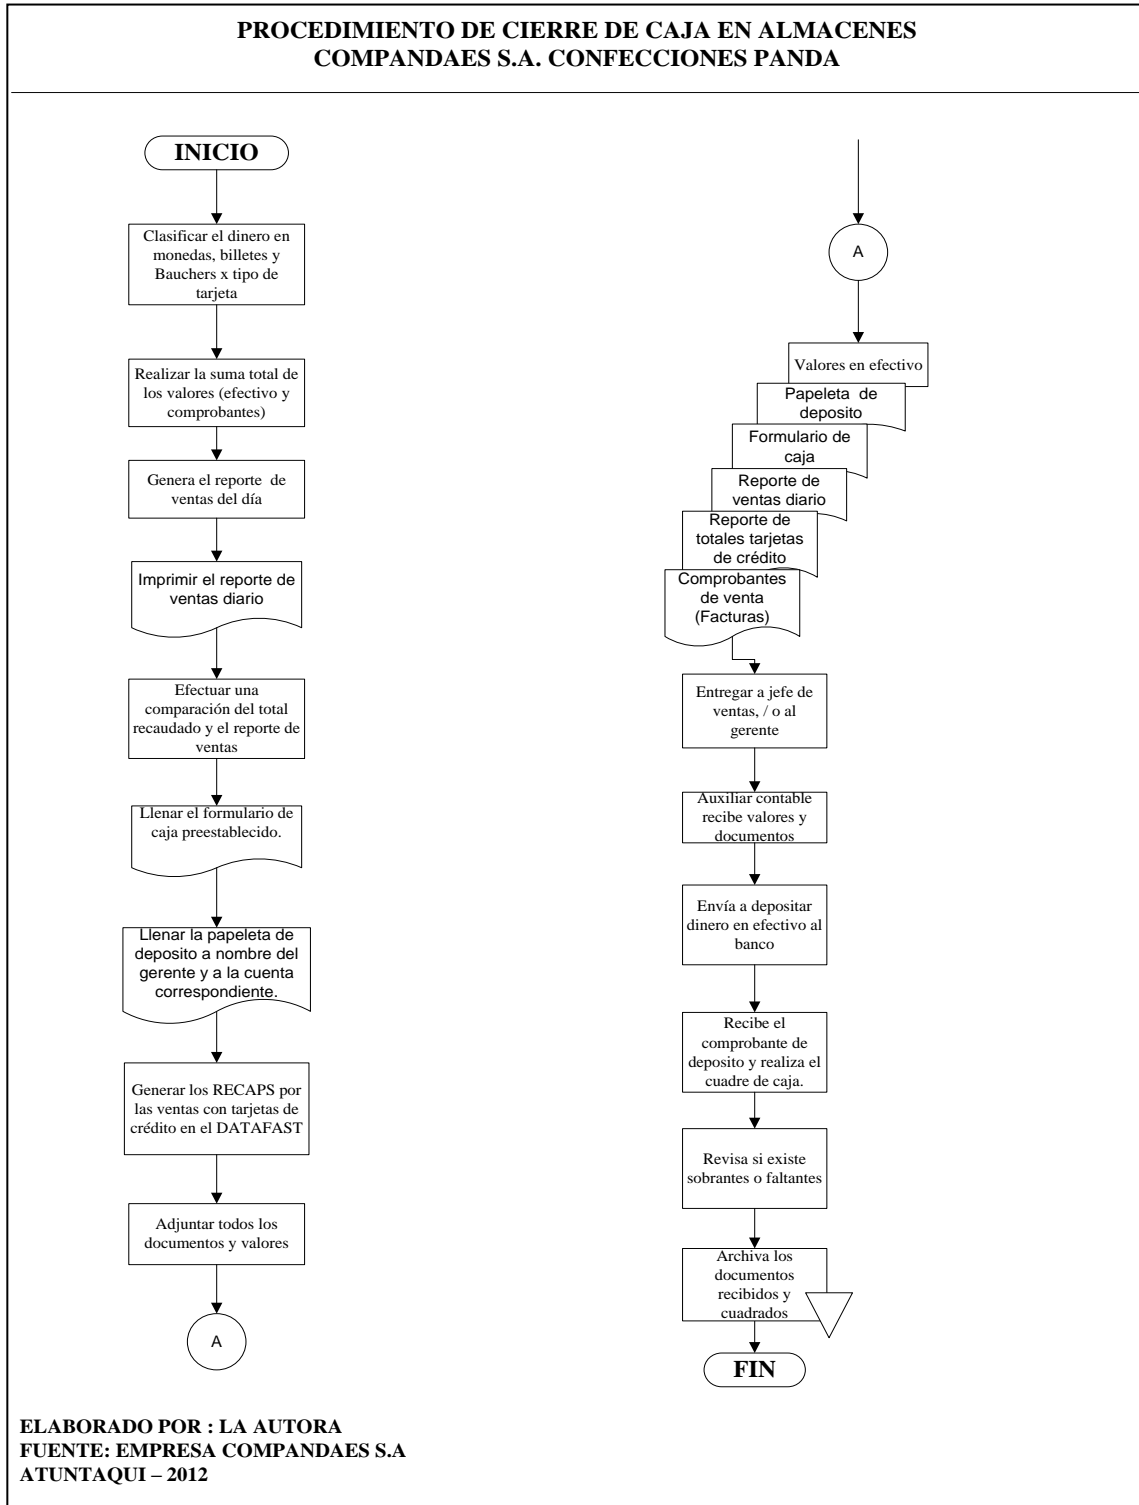 PROCEDIMIENTO DE CIERRE DE CAJA EN ALMACENES
COMPANDAES S.A. CONFECCIONES PANDA
INICIO
Clasificar el dinero en
monedas, billetes y
Bauchers x tipo de
tarjeta
Realizar la suma total de
los valores (efectivo y
comprobantes)
Genera el reporte de
ventas del día
Imprimir el reporte de
ventas diario
Efectuar una
comparación del total
recaudado y el reporte de
ventas
Llenar el formulario de
caja preestablecido.
Llenar la papeleta de
deposito a nombre del
gerente y a la cuenta
correspondiente.
Generar los RECAPS por
las ventas con tarjetas de
crédito en el DATAFAST
Adjuntar todos los
documentos y valores
A
A
Valores en efectivo
Papeleta de
deposito
Formulario de
caja
Reporte de
ventas diario
Reporte de
totales tarjetas
de crédito
Comprobantes
de venta
(Facturas)
Entregar a jefe de
ventas, / o al
gerente
Auxiliar contable
recibe valores y
documentos
Envía a depositar
dinero en efectivo al
banco
Recibe el
comprobante de
deposito y realiza el
cuadre de caja.
Revisa si existe
sobrantes o faltantes
Archiva los
documentos
recibidos y
cuadrados
FIN
ELABORADO POR : LA AUTORA
FUENTE: EMPRESA COMPANDAES S.A
ATUNTAQUI – 2012